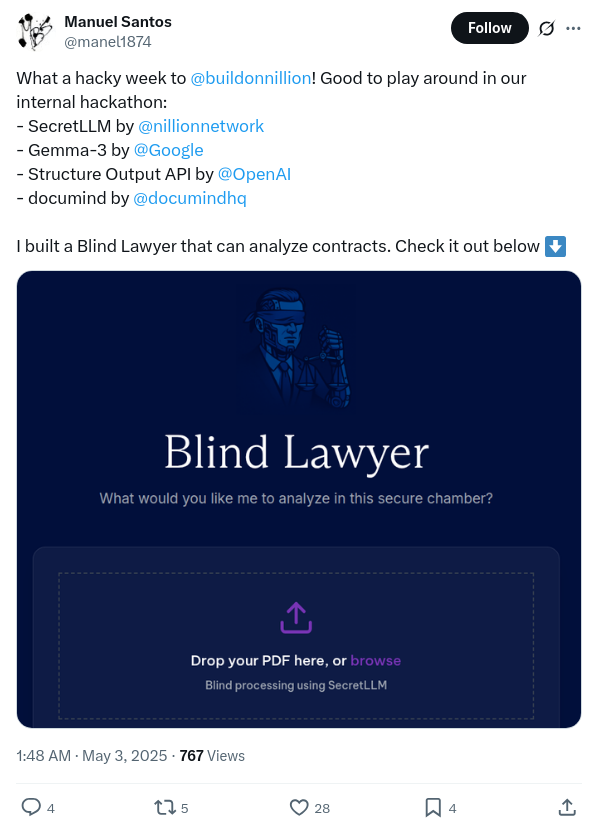 Manuel Santos
@manel1874
Follow
What a hacky week to @buildonnillion! Good to play around in our
internal hackathon:
- SecretLLM by @nillionnetwork
- Gemma-3 by @Google
- Structure Output API by @OpenAI
- documind by @documindhq
I built a Blind Lawyer that can analyze contracts. Check it out below ⬇️
Blind Lawyer
What would you like me to analyze in this secure chamber?
Drop your PDF here, or browse
Blind processing using SecretLLM
1:48 AM · May 3, 2025 · 767 Views
4 5 28 4